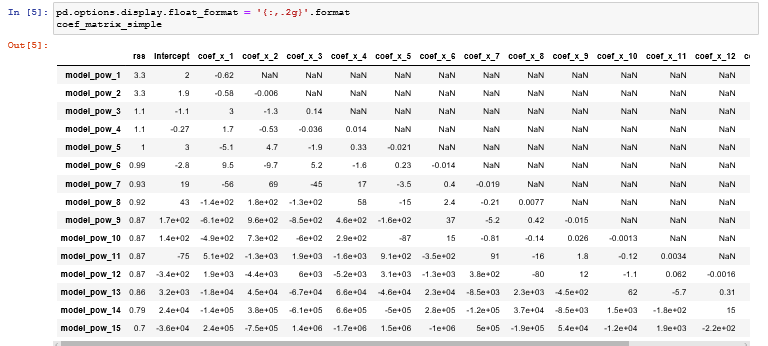 In [5]: pd.options.display.float_format = '{:,.2g}'.format
coef_matrix_simple
Out[5]:
rss Intercept coef_x_1 coef_x_2 coef_x_3 coef_x_4 coef_x_5 coef_x_6 coef_x_7 coef_x_8 coef_x_9 coef_x_10 coef_x_11 coef_x_12
model_pow_1 3.3 2 -0.62 NaN NaN NaN NaN NaN NaN NaN NaN NaN NaN NaN
model_pow_2 3.3 1.9 -0.58 -0.006 NaN NaN NaN NaN NaN NaN NaN NaN NaN NaN
model_pow_3 1.1 -1.1 3 -1.3 0.14 NaN NaN NaN NaN NaN NaN NaN NaN NaN
model_pow_4 1.1 -0.27 1.7 -0.53 -0.036 0.014 NaN NaN NaN NaN NaN NaN NaN NaN
model_pow_5 1 3 -5.1 4.7 -1.9 0.33 -0.021 NaN NaN NaN NaN NaN NaN NaN
model_pow_6 0.99 -2.8 9.5 -9.7 5.2 -1.6 0.23 -0.014 NaN NaN NaN NaN NaN NaN
model_pow_7 0.93 19 -56 69 -45 17 -3.5 0.4 -0.019 NaN NaN NaN NaN NaN
model_pow_8 0.92 43 -1.4e+02 1.8e+02 -1.3e+02 58 -15 2.4 -0.21 0.0077 NaN NaN NaN NaN
model_pow_9 0.87 1.7e+02 -6.1e+02 9.6e+02 -8.5e+02 4.6e+02 -1.6e+02 37 -5.2 0.42 -0.015 NaN NaN NaN
model_pow_10 0.87 1.4e+02 -4.9e+02 7.3e+02 -6e+02 2.9e+02 -87 15 -0.81 -0.14 0.026 -0.0013 NaN NaN
model_pow_11 0.87 -75 5.1e+02 -1.3e+03 1.9e+03 -1.6e+03 9.1e+02 -3.5e+02 91 -16 1.8 -0.12 0.0034 NaN
model_pow_12 0.87 -3.4e+02 1.9e+03 -4.4e+03 6e+03 -5.2e+03 3.1e+03 -1.3e+03 3.8e+02 -80 12 -1.1 0.062 -0.0016
model_pow_13 0.86 3.2e+03 -1.8e+04 4.5e+04 -6.7e+04 6.6e+04 -4.6e+04 2.3e+04 -8.5e+03 2.3e+03 -4.5e+02 62 -5.7 0.31
model_pow_14 0.79 2.4e+04 -1.4e+05 3.8e+05 -6.1e+05 6.6e+05 -5e+05 2.8e+05 -1.2e+05 3.7e+04 -8.5e+03 1.5e+03 -1.8e+02 15
model_pow_15 0.7 -3.6e+04 2.4e+05 -7.5e+05 1.4e+06 -1.7e+06 1.5e+06 -1e+06 5e+05 -1.9e+05 5.4e+04 -1.2e+04 1.9e+03 -2.2e+02